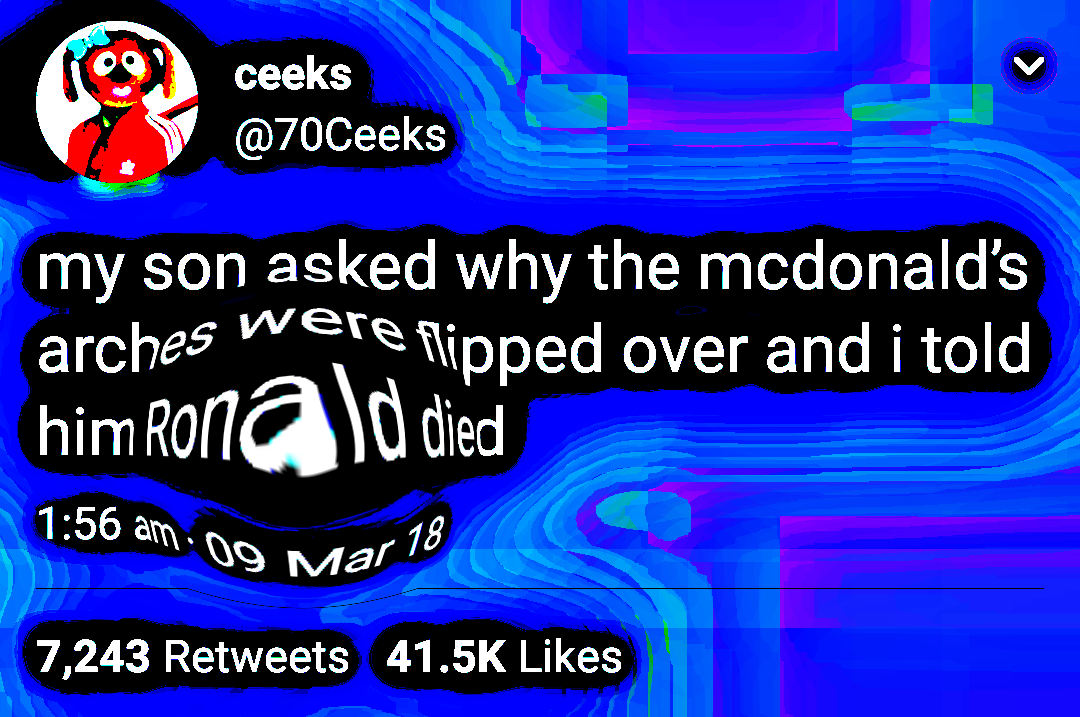 ceeks
@70Ceeks
my son asked why the mcdonald’s
arches were flipped over and i told
him Ronald died
1:56 am · 09 Mar 18
7,243 Retweets 41.5K Likes